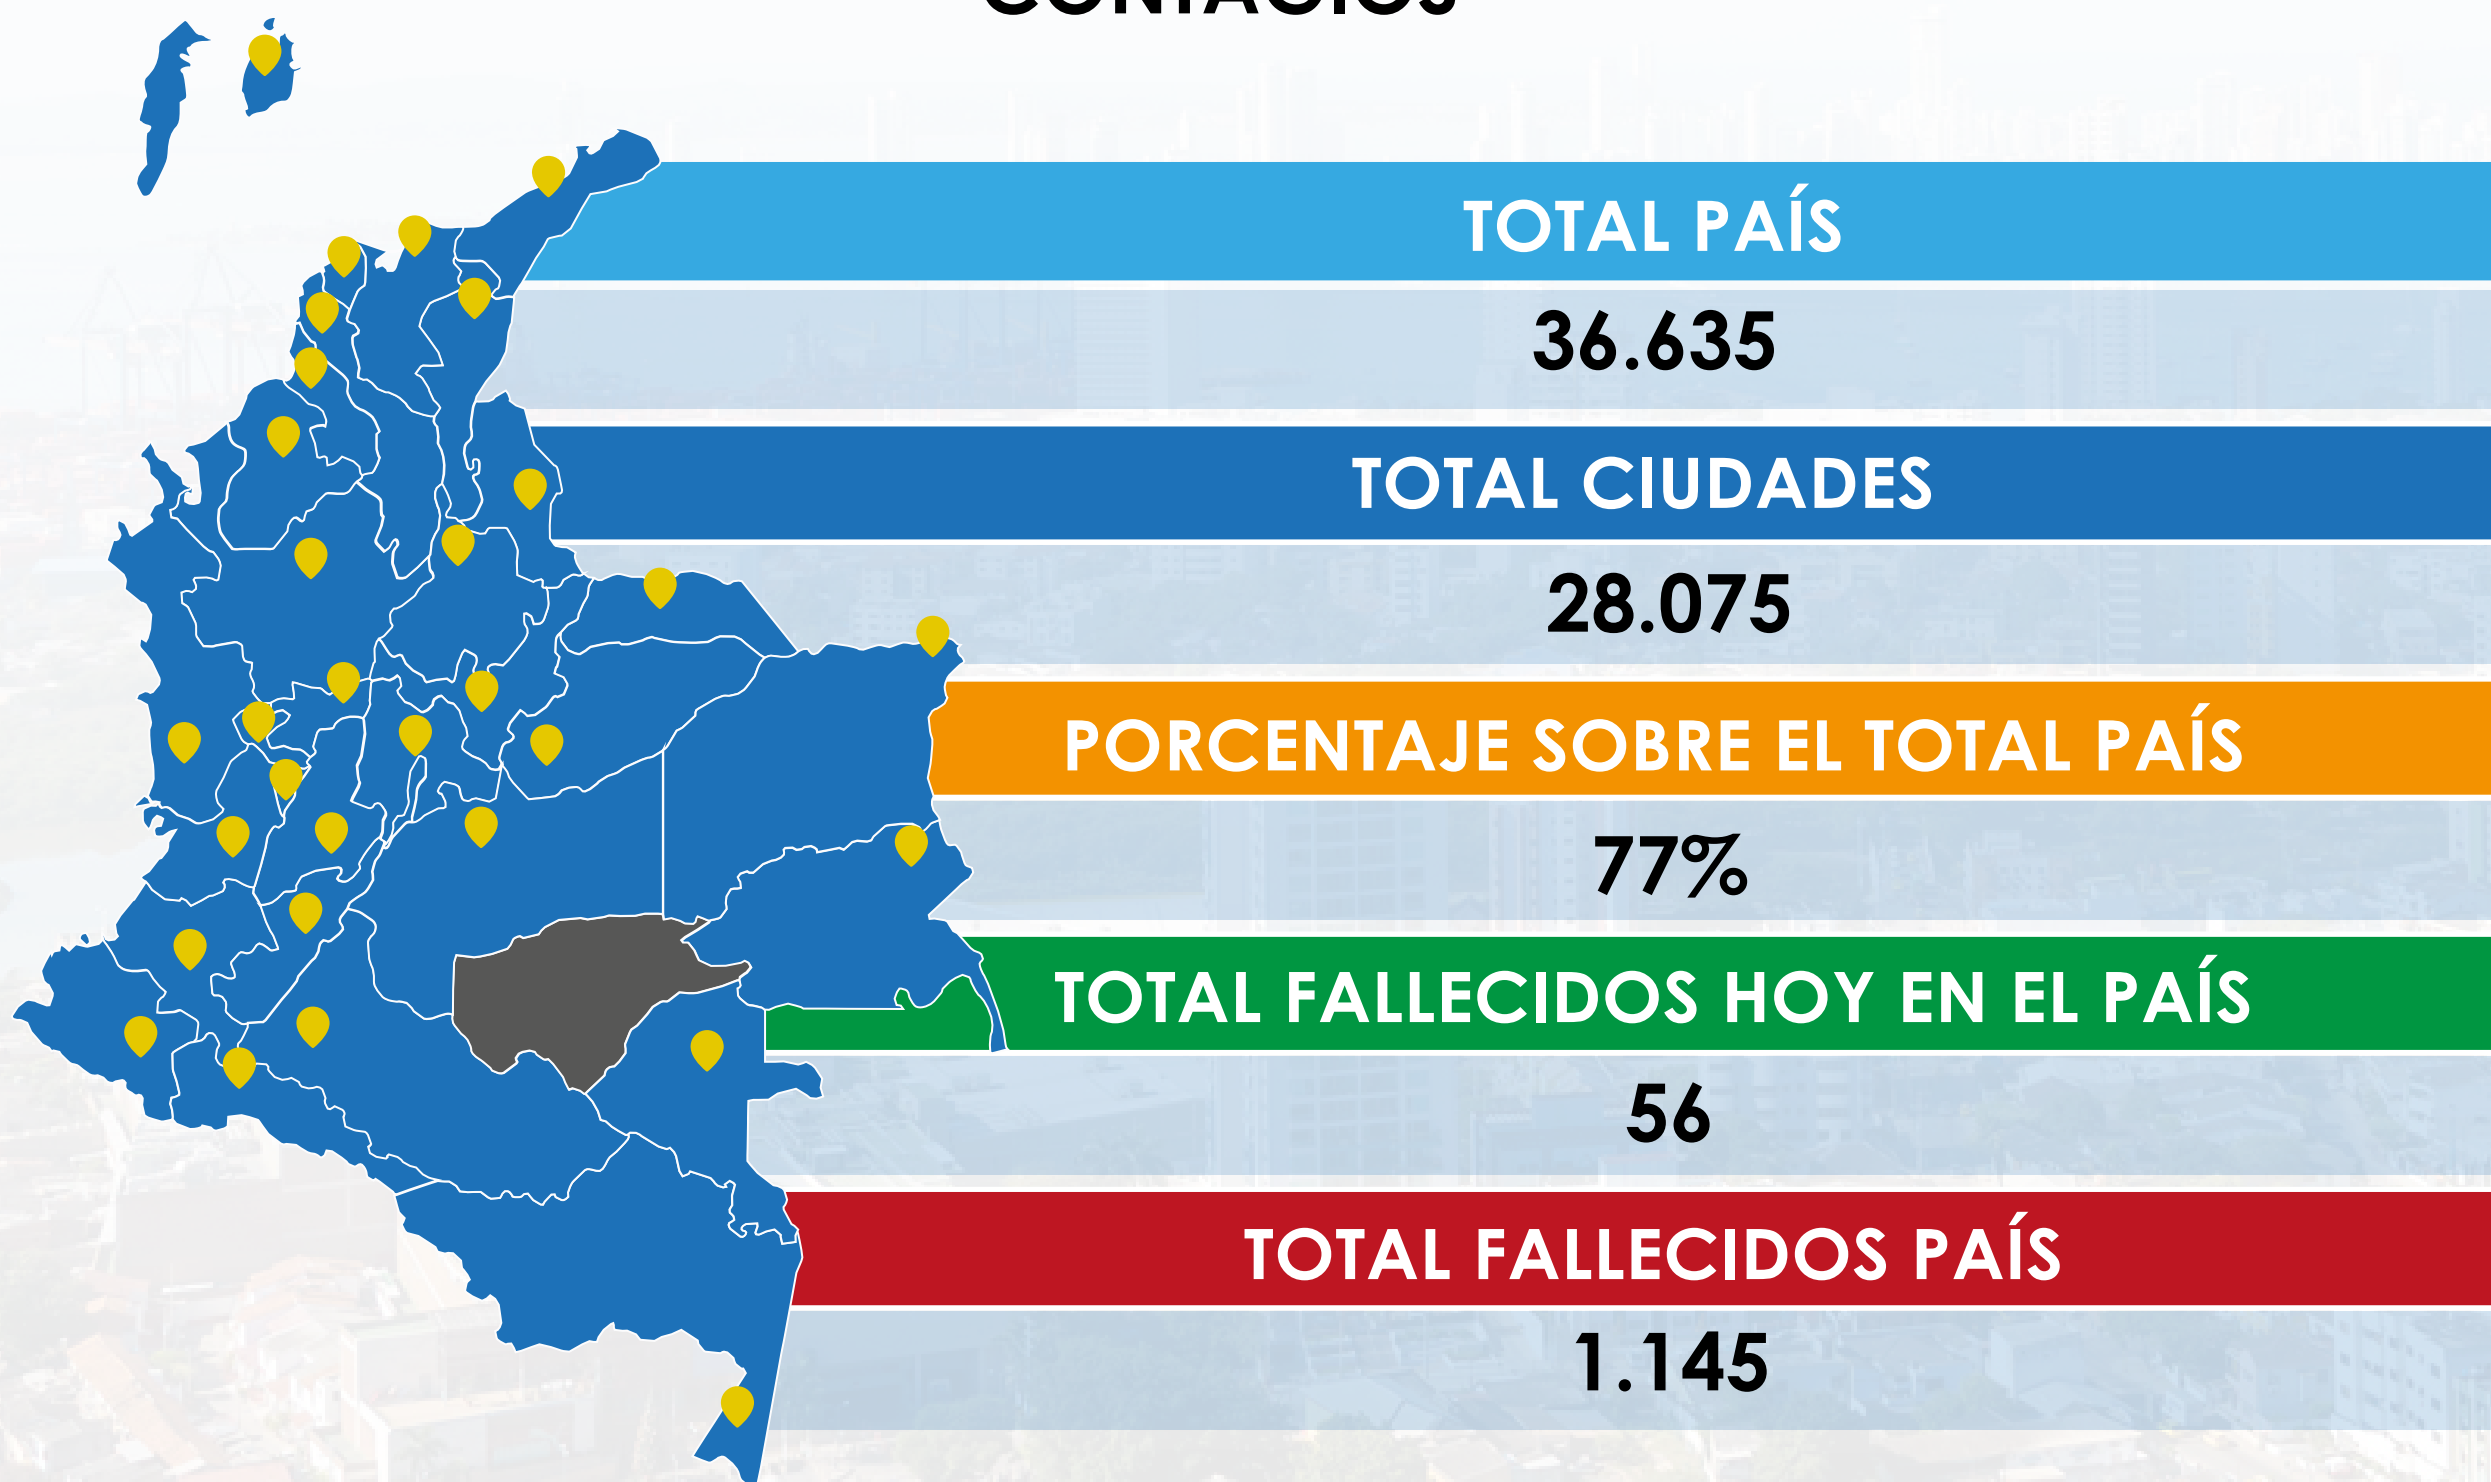 CONTAGIOS
TOTAL PAÍS
36.635
TOTAL CIUDADES
28.075
PORCENTAJE SOBRE EL TOTAL PAÍS
77%
TOTAL FALLECIDOS HOY EN EL PAÍS
56
TOTAL FALLECIDOS PAÍS
1.145